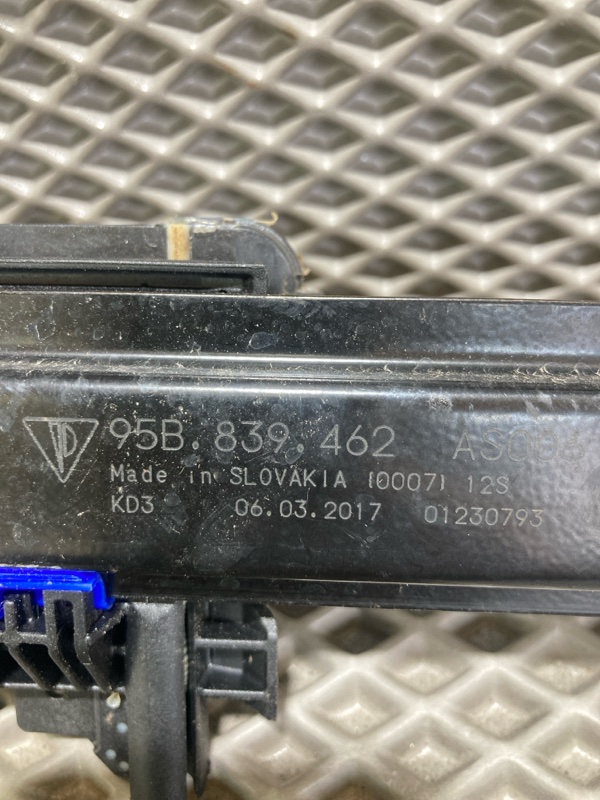 95B.839.462
Made in SLOVAKIA (0007) 12S
KD3 06.03.2017 01230793